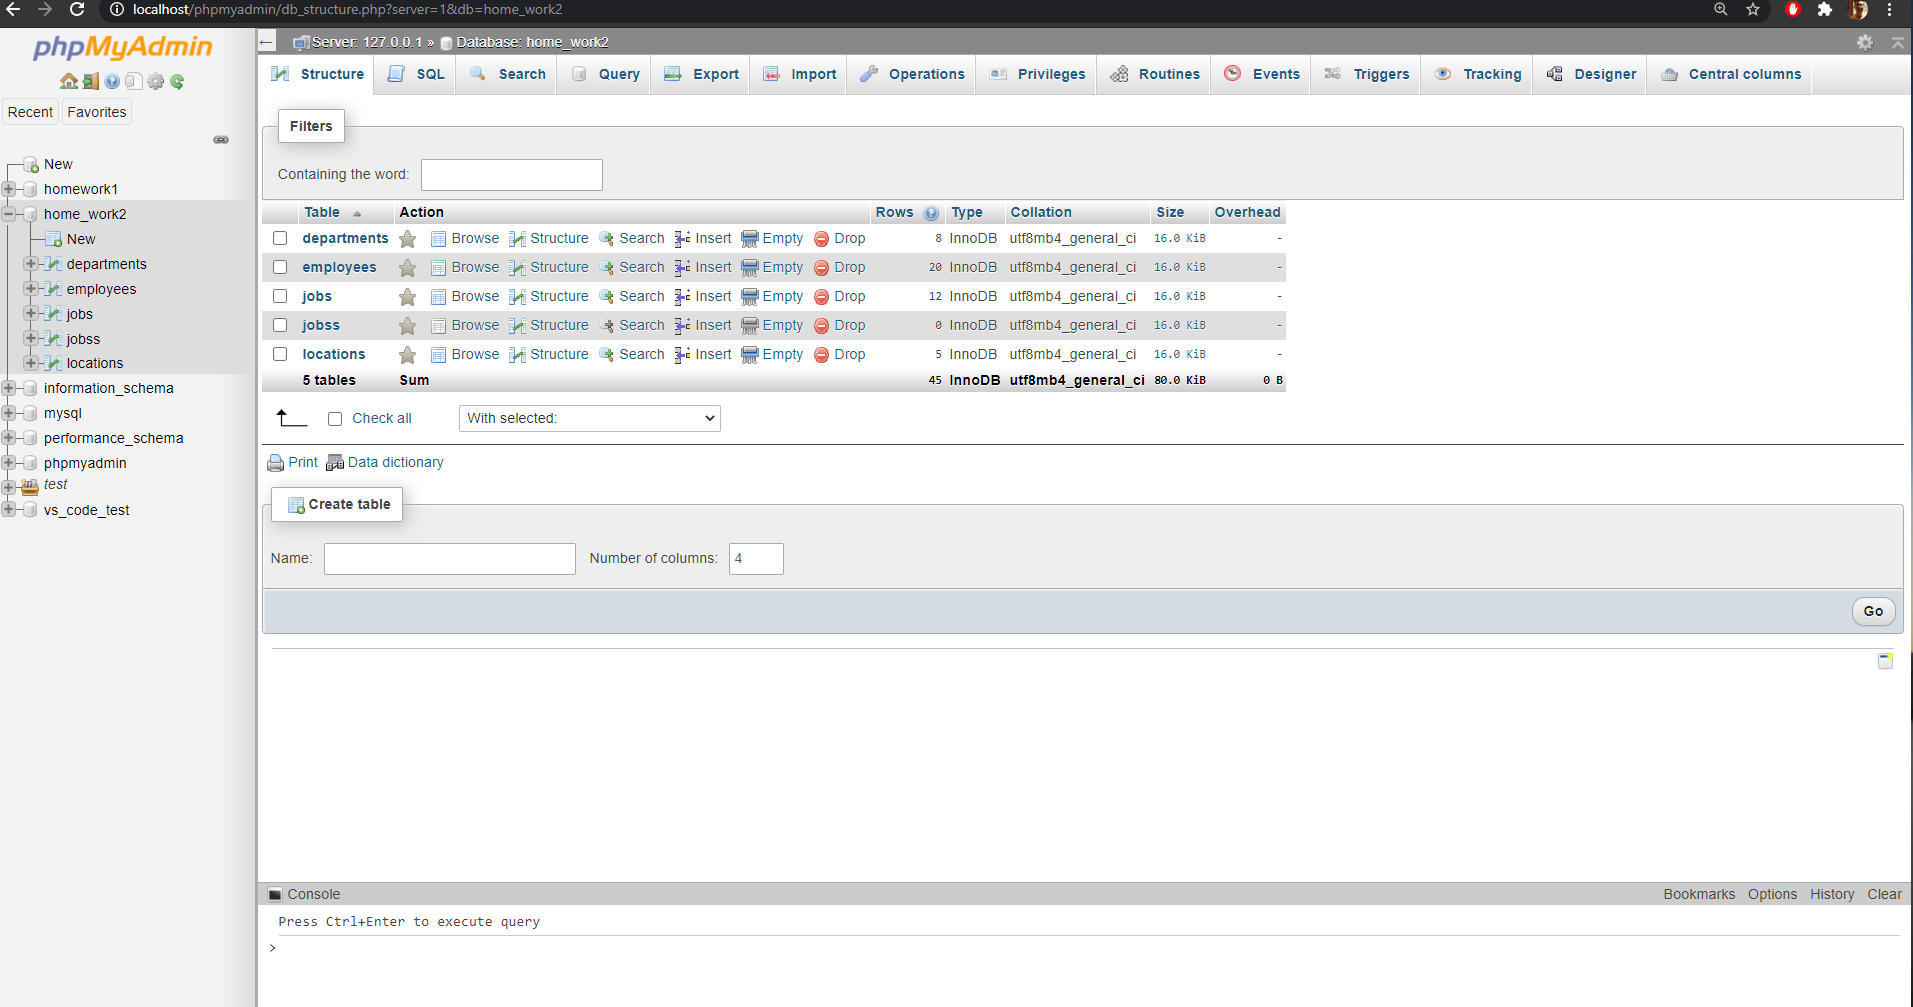 localhost/phpmyadmin/db_structure.php?server=1&db=home_work2
phpMyAdmin
Recent Favorites
New
homework1
home_work2
New
departments
employees
jobs
jobss
locations
information_schema
mysql
performance_schema
phpmyadmin
test
vs_code_test
Server: 127.0.0.1 » Database: home_work2
Structure SQL Search Query Export Import Operations Privileges Routines Events Triggers Tracking Designer Central columns
Filters
Containing the word:
Table Action Rows Type Collation Size Overhead
departments Browse Structure Search Insert Empty Drop 8 InnoDB utf8mb4_general_ci 16.0 KiB -
employees Browse Structure Search Insert Empty Drop 20 InnoDB utf8mb4_general_ci 16.0 KiB -
jobs Browse Structure Search Insert Empty Drop 12 InnoDB utf8mb4_general_ci 16.0 KiB -
jobss Browse Structure Search Insert Empty Drop 0 InnoDB utf8mb4_general_ci 16.0 KiB -
locations Browse Structure Search Insert Empty Drop 5 InnoDB utf8mb4_general_ci 16.0 KiB -
5 tables Sum 45 InnoDB utf8mb4_general_ci 80.0 KiB 0 B
Check all With selected:
Print Data dictionary
Create table
Name: Number of columns: 4
Go
Console Bookmarks Options History Clear
Press Ctrl+Enter to execute query
>